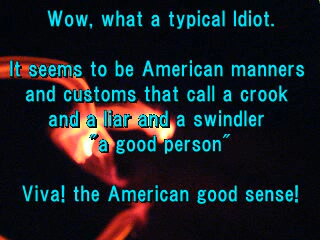 Wow, what a typical Idiot.
It seems to be American manners
and customs that call a crook
and a liar and a swindler
"a good person"
Viva! the American good sense!